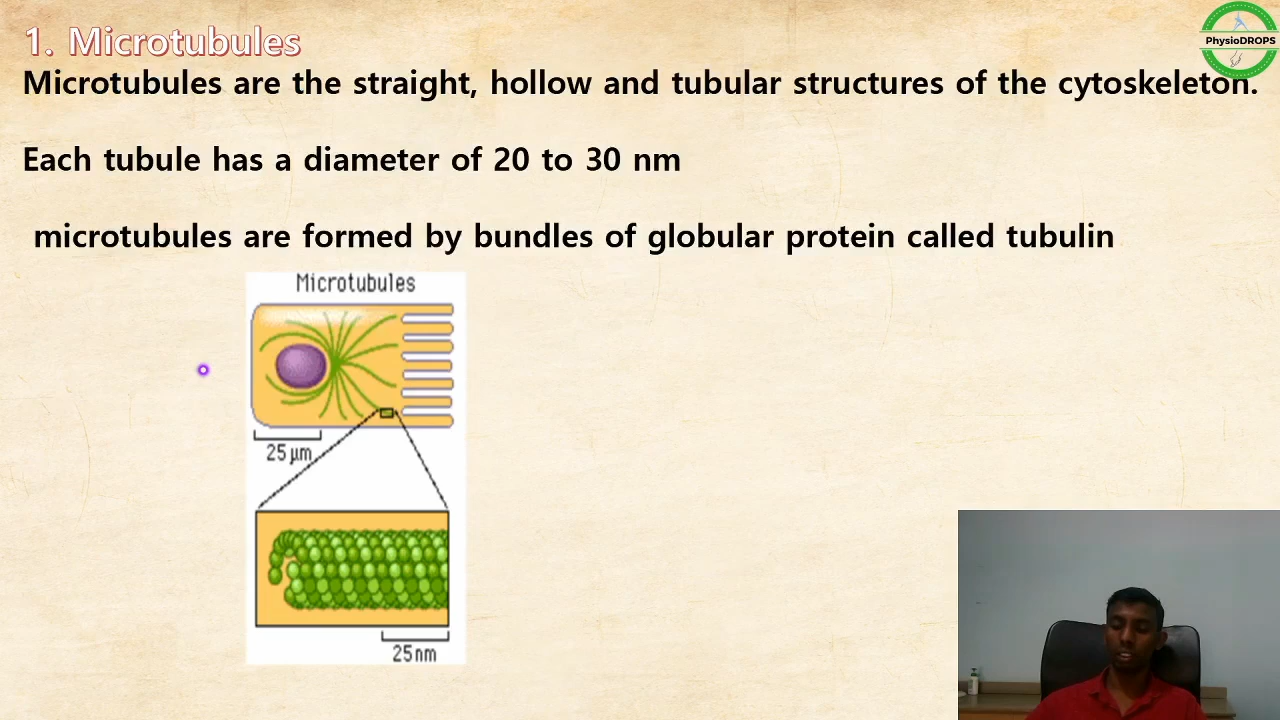 1. Microtubules
PhysioDROPS
Microtubules are the straight, hollow and tubular structures of the cytoskeleton.
Each tubule has a diameter of 20 to 30 nm
microtubules are formed by bundles of globular protein called tubulin
Microtubules
25 μm
25 nm